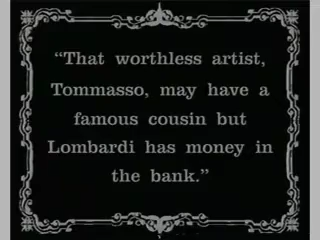 “That worthless artist,
Tommasso, may have a
famous cousin but
Lombardi has money in
the bank.”